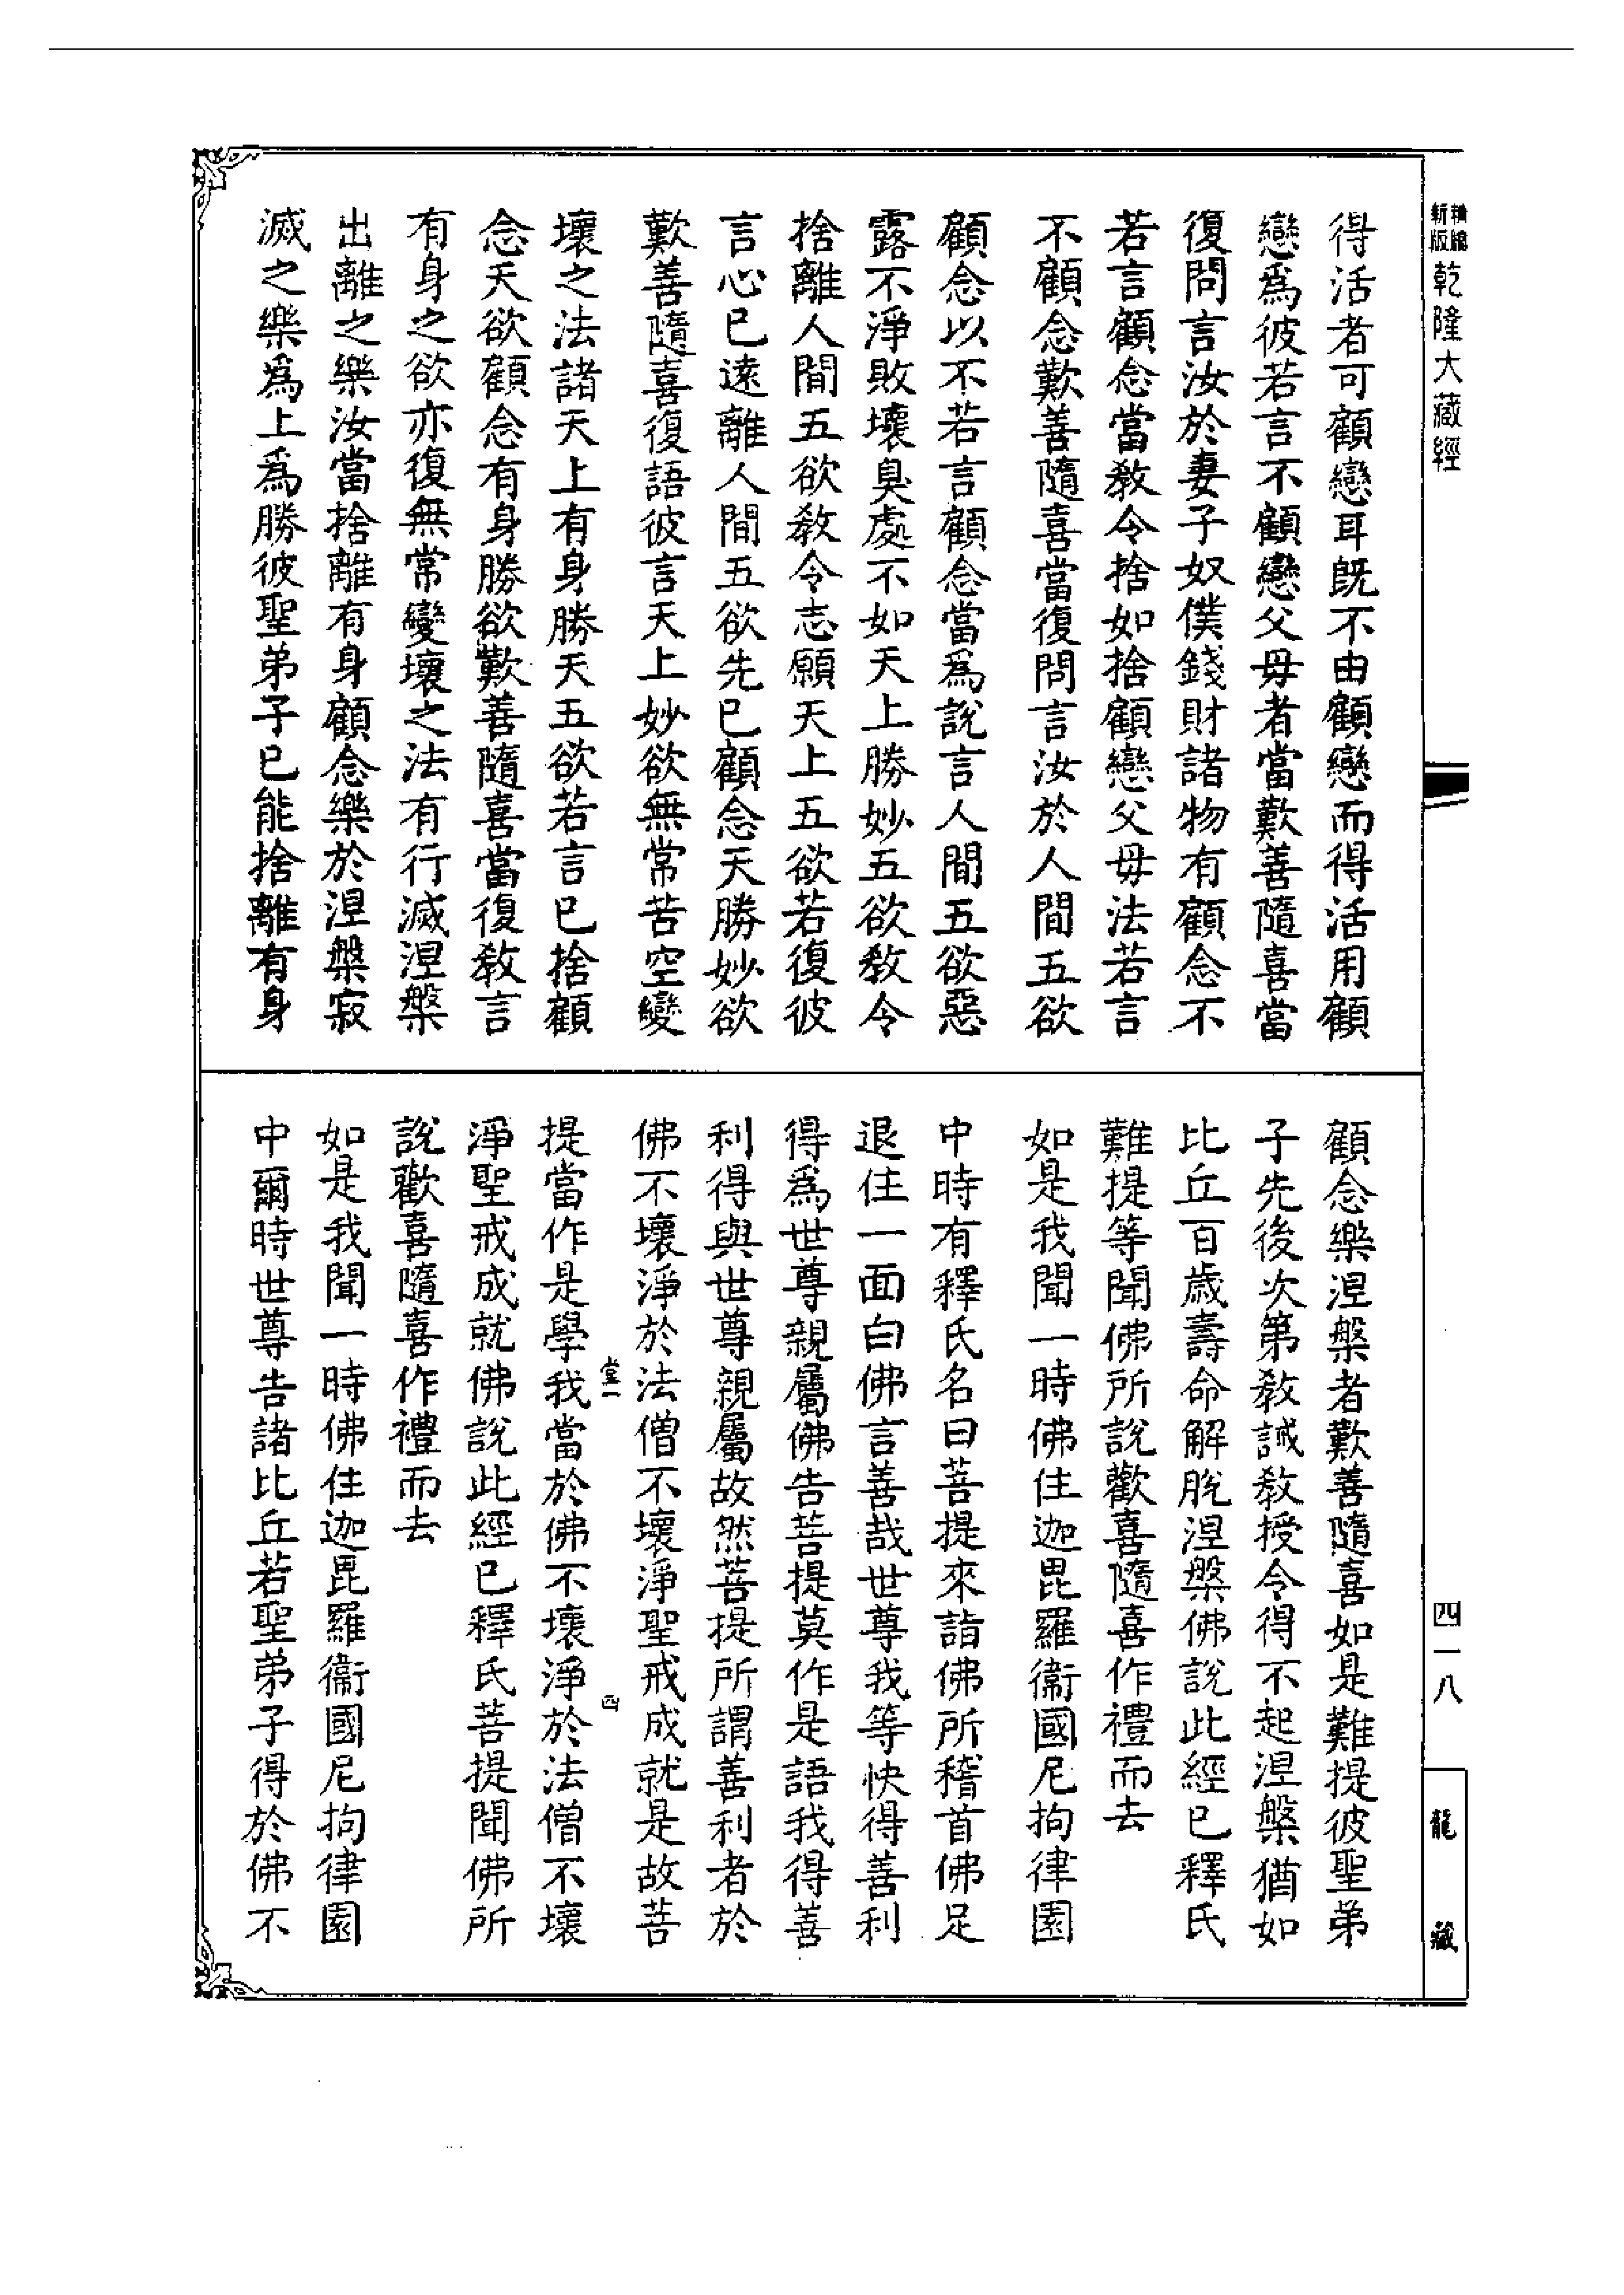 精編
新版
乾隆大藏經
四一八
龍藏
得活者可顧戀耳旣不由顧戀而得活用顧
戀爲彼若言不顧戀父母者當歎善隨喜當
復問言汝於妻子奴僕錢財諸物有顧念不
若言顧念當敎令捨如捨顧戀父母法若言
不顧念歎善隨喜當復問言汝於人間五欲
顧念以不若言顧念當爲說言人間五欲惡
露不淨敗壞臭處不如天上勝妙五欲敎令
捨離人間五欲敎令志願天上五欲若復彼
言心已遠離人間五欲先已顧念天勝妙欲
歎善隨喜復語彼言天上妙欲無常苦空變
壞之法諸天上有身勝天五欲若言已捨顧
念天欲顧念有身勝欲歎善隨喜當復敎言
有身之欲亦復無常變壞之法有行滅涅槃
出離之樂汝當捨離有身顧念樂於涅槃寂
滅之樂爲上爲勝彼聖弟子已能捨離有身
顧念樂涅槃者歎善隨喜如是難提彼聖弟
子先後次第敎誡敎授令得不起涅槃猶如
比丘百歲壽命解脫涅槃佛說此經已釋氏
難提等聞佛所說歡喜隨喜作禮而去
如是我聞一時佛住迦毘羅衞國尼拘律園
中時有釋氏名曰菩提來詣佛所稽首佛足
退住一面白佛言善哉世尊我等快得善利
得爲世尊親屬佛告菩提莫作是語我得善
利得與世尊親屬故然菩提所謂善利者於
佛不壞淨於法僧不壞淨聖戒成就是故菩
堂一
四
提當作是學我當於佛不壞淨於法僧不壞
淨聖戒成就佛說此經已釋氏菩提聞佛所
說歡喜隨喜作禮而去
如是我聞一時佛住迦毘羅衞國尼拘律園
中爾時世尊告諸比丘若聖弟子得於佛不